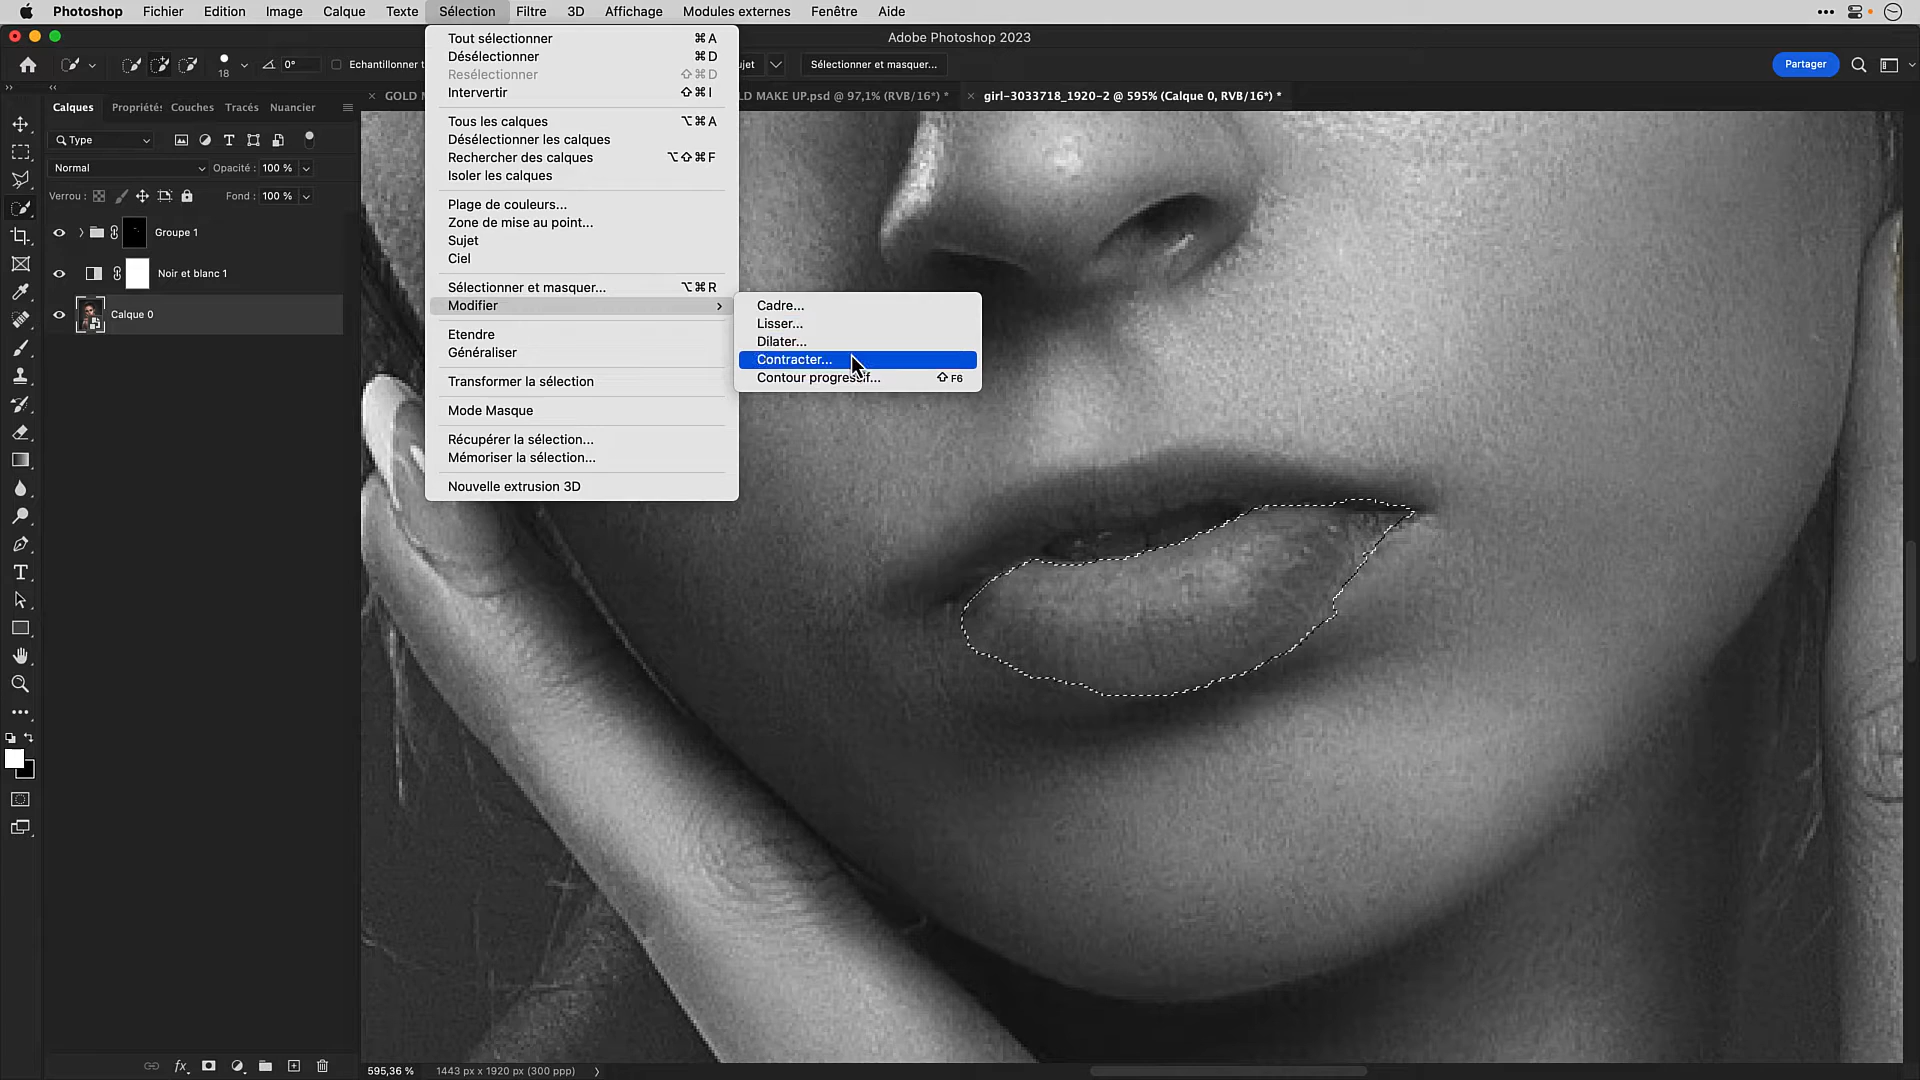 Photoshop Fichier Edition Image Calque Texte Sélection Filtre 3D Affichage Modules externes Fenêtre Aide
Adobe Photoshop 2023
18 0° Echantillonner t jet Sélectionner et masquer... Partager
Calques Propriétés Couches Tracés Nuancier
GOLD M LD MAKE UP.psd @ 97,1% (RVB/16*) * girl-3033718_1920-2 @ 595% (Calque 0, RVB/16*) *
Type
Normal Opacité : 100 %
Verrou : Fond : 100 %
Groupe 1
Noir et blanc 1
Calque 0
Tout sélectionner ⌘A
Désélectionner ⌘D
Resélectionner ⇧⌘D
Intervertir ⇧⌘I
Tous les calques ⌥⌘A
Désélectionner les calques
Rechercher des calques ⌥⇧⌘F
Isoler les calques
Plage de couleurs...
Zone de mise au point...
Sujet
Ciel
Sélectionner et masquer... ⌥⌘R
Modifier
Etendre
Généraliser
Transformer la sélection
Mode Masque
Récupérer la sélection...
Mémoriser la sélection...
Nouvelle extrusion 3D
Cadre...
Lisser...
Dilater...
Contracter...
Contour progressif... ⇧F6
595,36 % 1443 px x 1920 px (300 ppp)